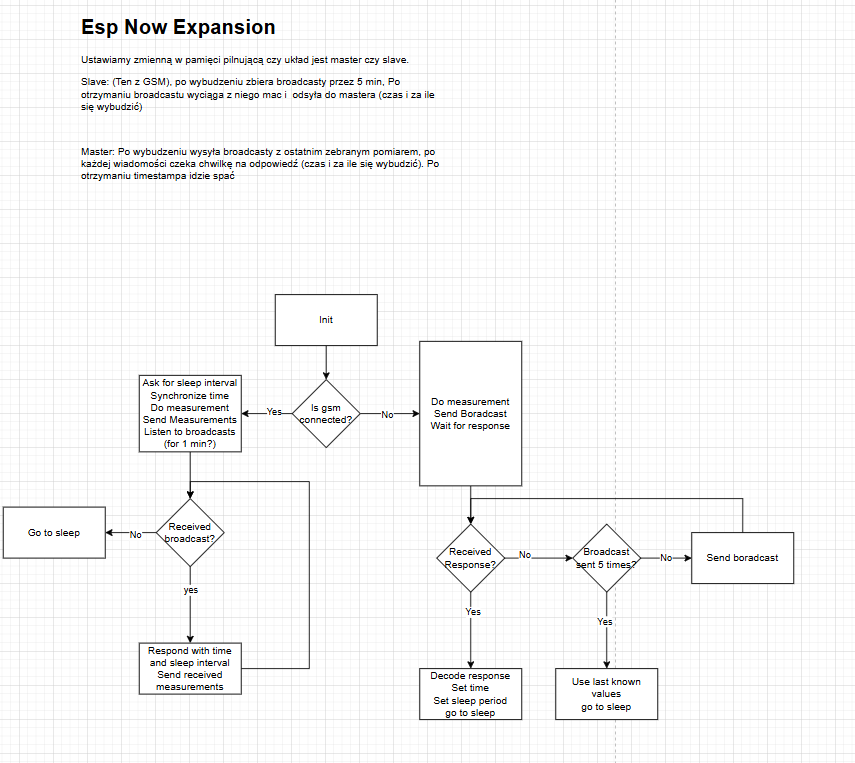 Esp Now Expansion
Ustawiamy zmienną w pamięci pilnującą czy układ jest master czy slave.
Slave: (Ten z GSM), po wybudzeniu zbiera broadcasty przez 5 min, Po
otrzymaniu broadcastu wyciąga z niego mac i  odsyła do mastera (czas i za ile
się wybudzić)
Master: Po wybudzeniu wysyła broadcasty z ostatnim zebranym pomiarem, po
każdej wiadomości czeka chwilkę na odpowiedź (czas i za ile się wybudzić). Po
otrzymaniu timestampa idzie spać
Init
Is gsm
connected?
Yes
No
Ask for sleep interval
Synchronize time
Do measurement
Send Measurements
Listen to broadcasts
(for 1 min?)
Do measurement
Send Boradcast
Wait for response
Received
broadcast?
No
Go to sleep
yes
Respond with time
and sleep interval
Send received
measurements
Received
Response?
No
Broadcast
sent 5 times?
No
Send boradcast
Yes
Yes
Decode response
Set time
Set sleep period
go to sleep
Use last known
values
go to sleep